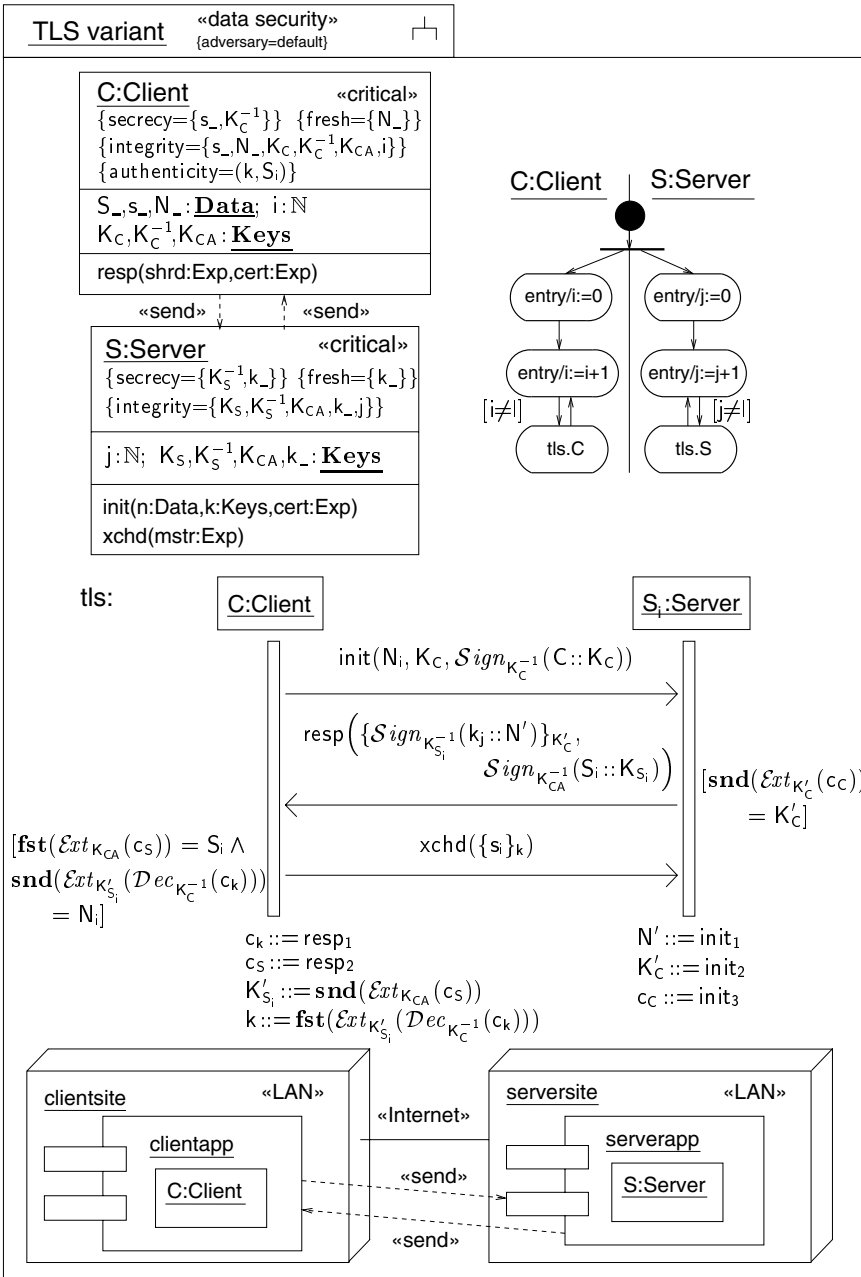 TLS variant «data security»
{adversary=default}
C:Client «critical»
{secrecy={s_,K_C^{-1}}} {fresh={N_}}
{integrity={s_,N_,K_C,K_C^{-1},K_CA,i}}
{authenticity=(k,S_i)}
S_,s_,N_:Data; i:ℕ
K_C,K_C^{-1},K_CA:Keys
resp(shrd:Exp,cert:Exp)
«send» «send»
S:Server «critical»
{secrecy={K_S^{-1},k_}} {fresh={k_}}
{integrity={K_S,K_S^{-1},K_CA,k_,j}}
j:ℕ; K_S,K_S^{-1},K_CA,k_:Keys
init(n:Data,k:Keys,cert:Exp)
xchd(mstr:Exp)
C:Client S:Server
entry/i:=0 entry/j:=0
entry/i:=i+1 entry/j:=j+1
[i≠l] [j≠l]
tls.C tls.S
tls:
C:Client S_i:Server
init(N_i, K_C, Sign_{K_C^{-1}}(C::K_C))
resp({Sign_{K_{S_i}^{-1}}(k_j::N′)}_{K′_C},
Sign_{K_CA^{-1}}(S_i::K_{S_i}))
[snd(Ext_{K′_C}(c_C))
= K′_C]
[fst(Ext_{K_CA}(c_S)) = S_i ∧
snd(Ext_{K′_{S_i}}(Dec_{K_C^{-1}}(c_k)))
= N_i]
xchd({s_i}_k)
c_k ::= resp_1
c_S ::= resp_2
K′_{S_i} ::= snd(Ext_{K_CA}(c_S))
k ::= fst(Ext_{K′_{S_i}}(Dec_{K_C^{-1}}(c_k)))
N′ ::= init_1
K′_C ::= init_2
c_C ::= init_3
clientsite «LAN»
clientapp
C:Client
«Internet»
«send»
«send»
serversite «LAN»
serverapp
S:Server